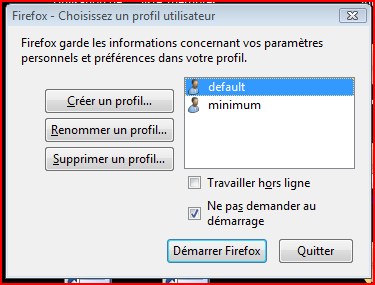 Firefox - Choisissez un profil utilisateur
Firefox garde les informations concernant vos paramètres
personnels et préférences dans votre profil.
Créer un profil...
Renommer un profil...
Supprimer un profil...
default
minimum
Travailler hors ligne
Ne pas demander au
démarrage
Démarrer Firefox
Quitter